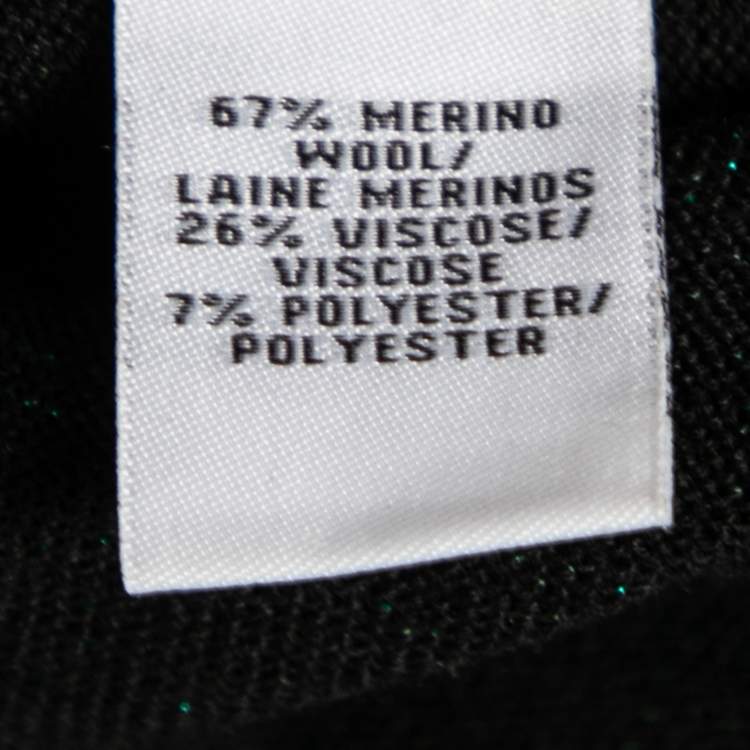 67% MERINO
WOOL/
LAINE MERINOS
26% VISCOSE/
VISCOSE
7% POLYESTER/
POLYESTER